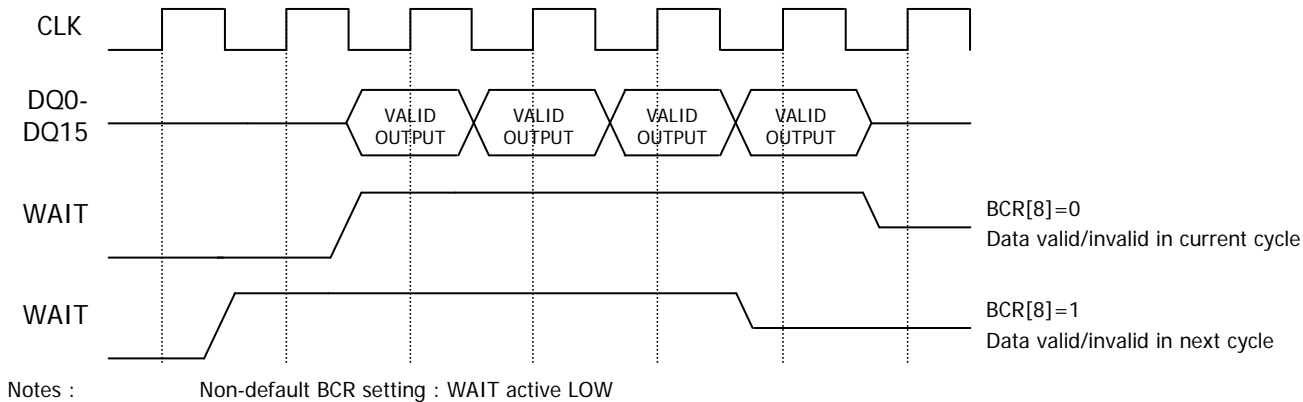 CLK
DQ0-
DQ15
VALID VALID VALID VALID
OUTPUT OUTPUT OUTPUT OUTPUT
WAIT
BCR[8]=0
Data valid/invalid in current cycle
WAIT
BCR[8]=1
Data valid/invalid in next cycle
Notes : Non-default BCR setting : WAIT active LOW